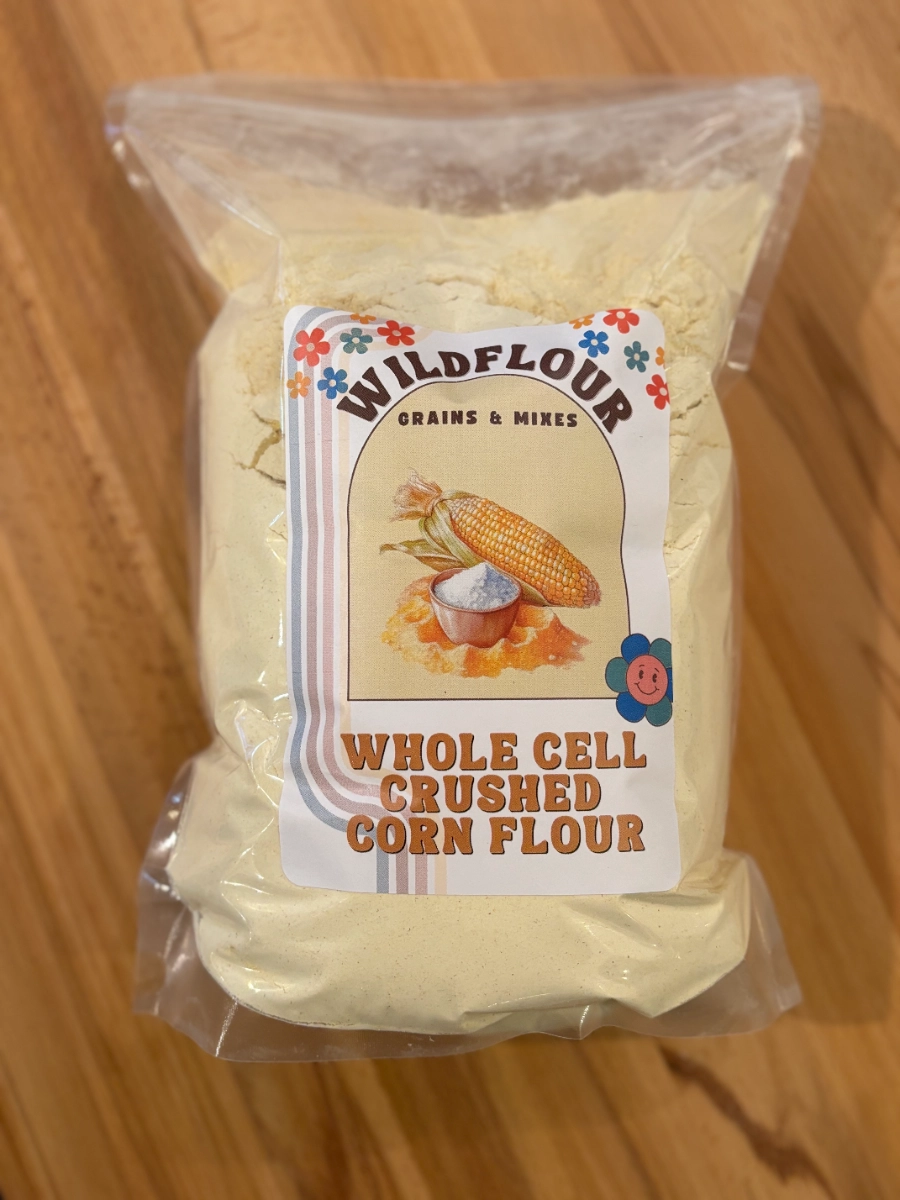 WILDFLOUR
GRAINS & MIXES
WHOLE CELL
CRUSHED
CORN FLOUR